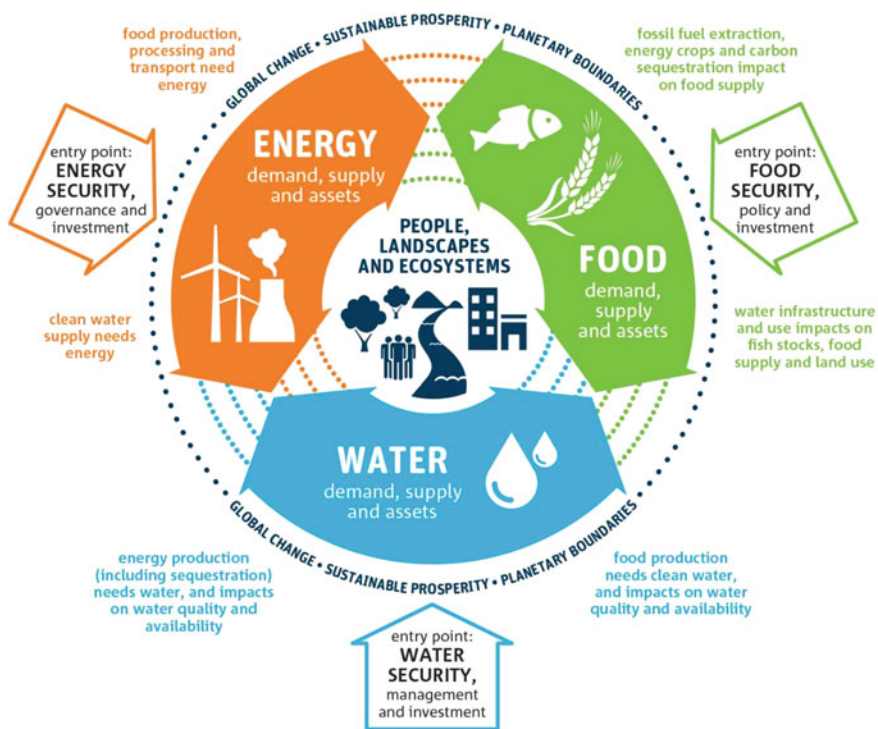 food production,
processing and
transport need
energy
GLOBAL CHANGE • SUSTAINABLE PROSPERITY • PLANETARY BOUNDARIES
fossil fuel extraction,
energy crops and carbon
sequestration impact
on food supply
entry point:
ENERGY
SECURITY,
governance and
investment
ENERGY
demand, supply
and assets
entry point:
FOOD
SECURITY,
policy and
investment
PEOPLE,
LANDSCAPES
AND ECOSYSTEMS
FOOD
demand,
supply
and assets
clean water
supply needs
energy
water infrastructure
and use impacts on
fish stocks, food
supply and land use
WATER
demand, supply
and assets
GLOBAL CHANGE • SUSTAINABLE PROSPERITY • PLANETARY BOUNDARIES
energy production
(including sequestration)
needs water, and impacts
on water quality and
availability
food production
needs clean water,
and impacts on water
quality and availability
entry point:
WATER
SECURITY,
management
and investment